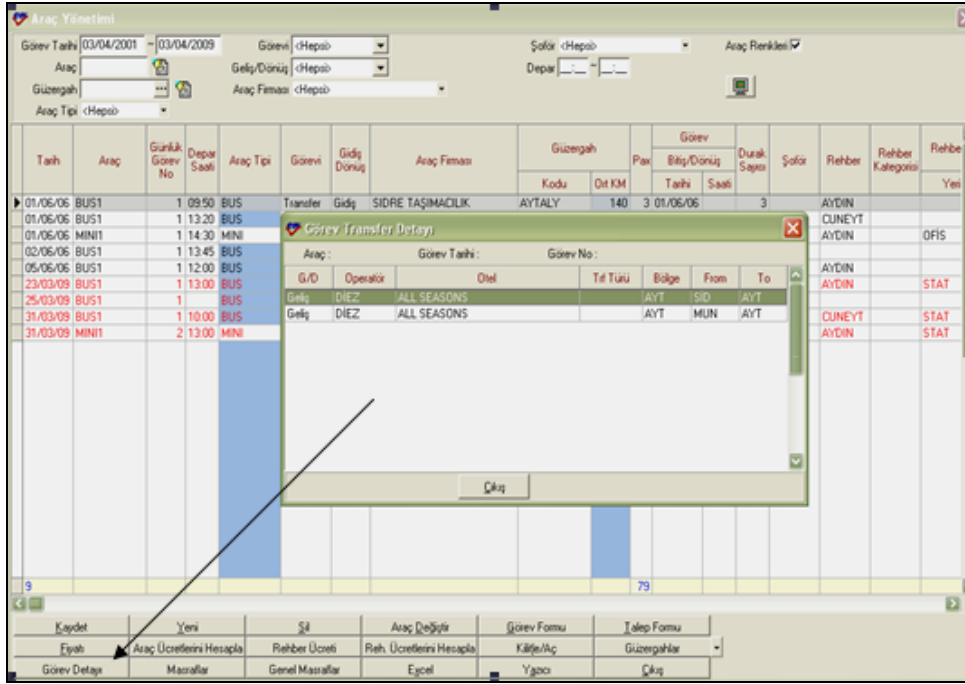 Araç Yönetimi
Görev Tarihi 03/04/2001 ~ 03/04/2009 Görevi <Hepsi> Şoför <Hepsi> Araç Renkleri
Araç Geliş/Dönüş <Hepsi> Depar __:__ ~ __:__
Güzergah Araç Firması <Hepsi>
Araç Tipi <Hepsi>
Tarih Araç Günlük Görev No Depar Saati Araç Tipi Görevi Gidiş Dönüş Araç Firması Güzergah Pax Görev Durak Sayısı Şoför Rehber Rehber Kategorisi Rehbe
Bitiş/Dönüş
Kodu Ort KM Tarihi Saati Yeri
01/06/06 BUS1 1 09:50 BUS Transfer Gidiş SIDRE TAŞIMACILIK AYTALY 140 3 01/06/06 3 AYDIN
01/06/06 BUS1 1 13:20 BUS CUNEYT
01/06/06 MINI1 1 14:30 MINI AYDIN OFİS
02/06/06 BUS1 1 13:45 BUS
05/06/06 BUS1 1 12:00 BUS AYDIN
23/03/09 BUS1 1 13:00 BUS AYDIN STAT
25/03/09 BUS1 1 BUS
31/03/09 BUS1 1 10:00 BUS CUNEYT STAT
31/03/09 MINI1 2 13:00 MINI AYDIN STAT
Görev Transfer Detayı
Araç : Görev Tarihi : Görev No :
G/D Operatör Otel Trf Türü Bölge From To
Geliş DİEZ ALL SEASONS AYT SİD AYT
Geliş DİEZ ALL SEASONS AYT MUN AYT
Çıkış
9 79
Kaydet Yeni Sil Araç Değiştir Görev Formu Talep Formu
Fiyatı Araç Ücretlerini Hesapla Rehber Ücreti Reh. Ücretlerini Hesapla Kilitle/Aç Güzergahlar
Görev Detayı Masraflar Genel Masraflar Excel Yazıcı Çıkış